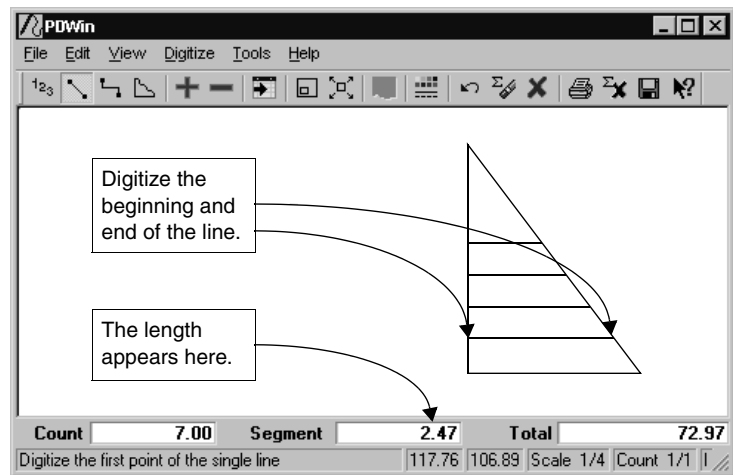 PDWin
File Edit View Digitize Tools Help
123
Σ Σ ?
Digitize the
beginning and
end of the line.
The length
appears here.
Count 7.00 Segment 2.47 Total 72.97
Digitize the first point of the single line 117.76 106.89 Scale 1/4 Count 1/1 I